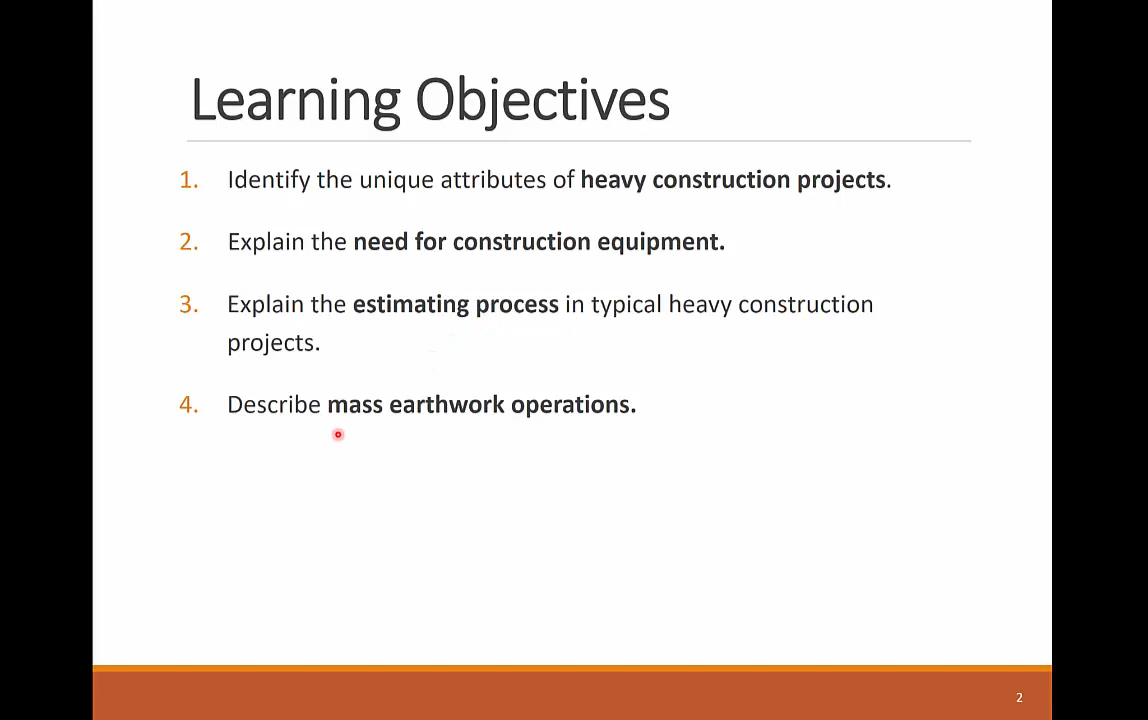 Learning Objectives
1. Identify the unique attributes of heavy construction projects.
2. Explain the need for construction equipment.
3. Explain the estimating process in typical heavy construction
projects.
4. Describe mass earthwork operations.
2